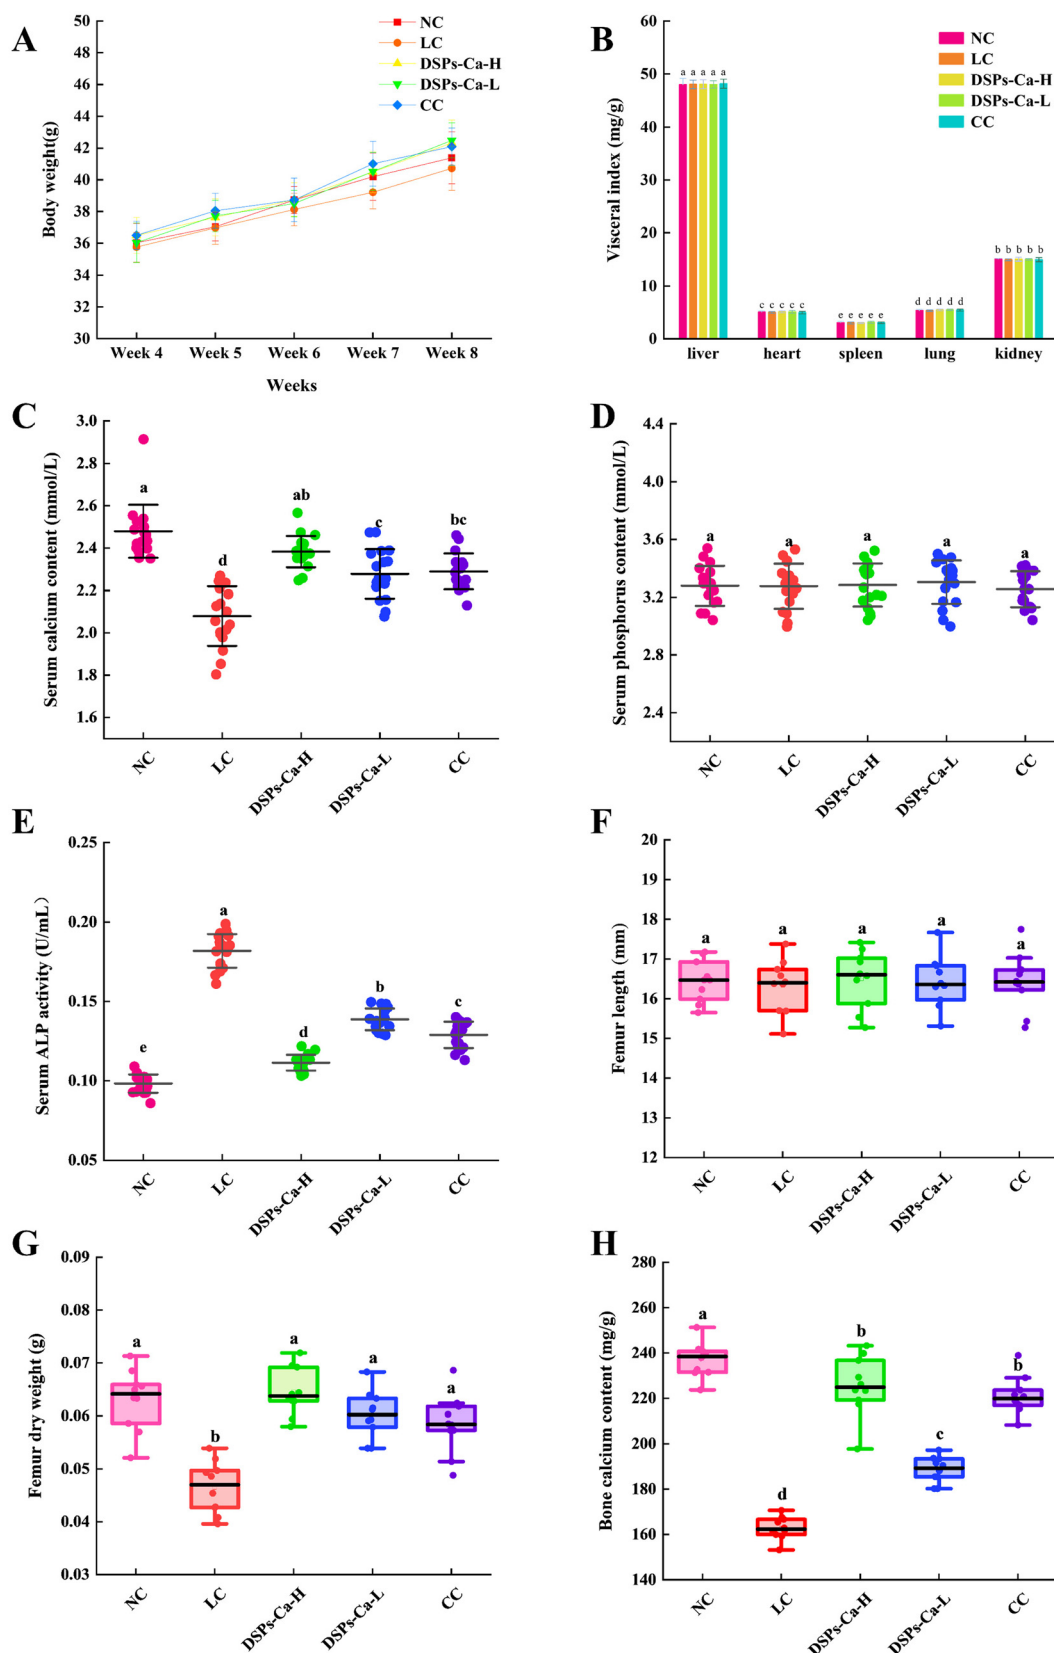 A
50
48
46
44
42
40
38
36
34
32
30
Body weight(g)
NC
LC
DSPs-Ca-H
DSPs-Ca-L
CC
Week 4 Week 5 Week 6 Week 7 Week 8
Weeks
B
60
50
40
30
20
10
0
Visceral index (mg/g)
NC
LC
DSPs-Ca-H
DSPs-Ca-L
CC
a a a a a
c c c c c
e e e e e
d d d d d
b b b b b
liver heart spleen lung kidney
C
3.0
2.8
2.6
2.4
2.2
2.0
1.8
1.6
Serum calcium content (mmol/L)
a d ab c bc
NC LC DSPs-Ca-H DSPs-Ca-L CC
D
4.4
4.0
3.6
3.2
2.8
2.4
Serum phosphorus content (mmol/L)
a a a a a
NC LC DSPs-Ca-H DSPs-Ca-L CC
E
0.25
0.20
0.15
0.10
0.05
Serum ALP activity (U/mL)
e a d b c
NC LC DSPs-Ca-H DSPs-Ca-L CC
F
20
19
18
17
16
15
14
13
12
Femur length (mm)
a a a a a
NC LC DSPs-Ca-H DSPs-Ca-L CC
G
0.09
0.08
0.07
0.06
0.05
0.04
0.03
Femur dry weight (g)
a b a a a
NC LC DSPs-Ca-H DSPs-Ca-L CC
H
280
260
240
220
200
180
160
140
Bone calcium content (mg/g)
a d b c b
NC LC DSPs-Ca-H DSPs-Ca-L CC